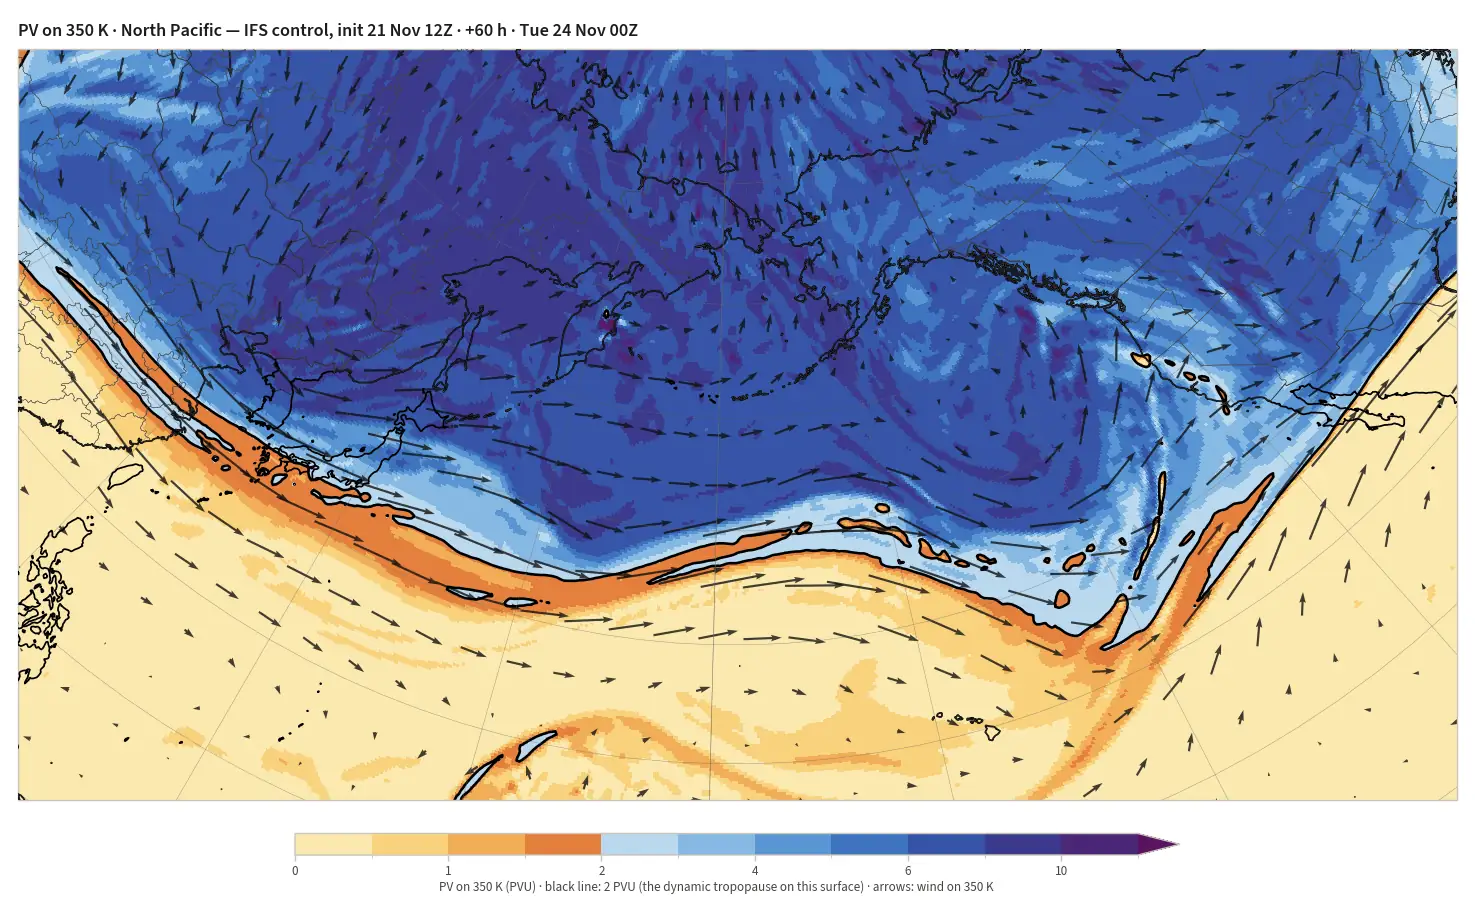 PV on 350 K · North Pacific — IFS control, init 21 Nov 12Z · +60 h · Tue 24 Nov 00Z
0 1 2 4 6 10
PV on 350 K (PVU) · black line: 2 PVU (the dynamic tropopause on this surface) · arrows: wind on 350 K